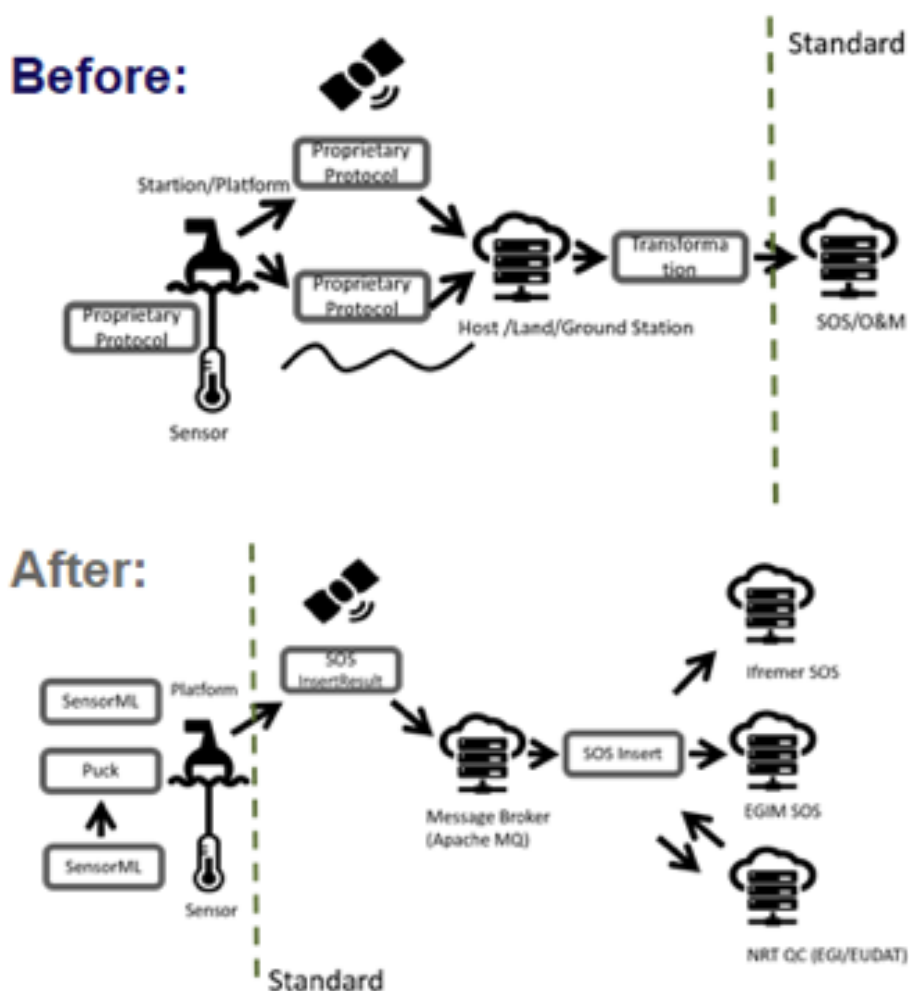 Before:
Standard
Proprietary
Protocol
Startion/Platform
Proprietary
Protocol
Proprietary
Protocol
Transforma
tion
Host /Land/Ground Station
SOS/O&M
Sensor
After:
SensorML
Platform
SOS
InsertResult
Puck
SensorML
Sensor
Message Broker
(Apache MQ)
SOS Insert
Ifremer SOS
EGIM SOS
NRT QC (EGI/EUDAT)
Standard